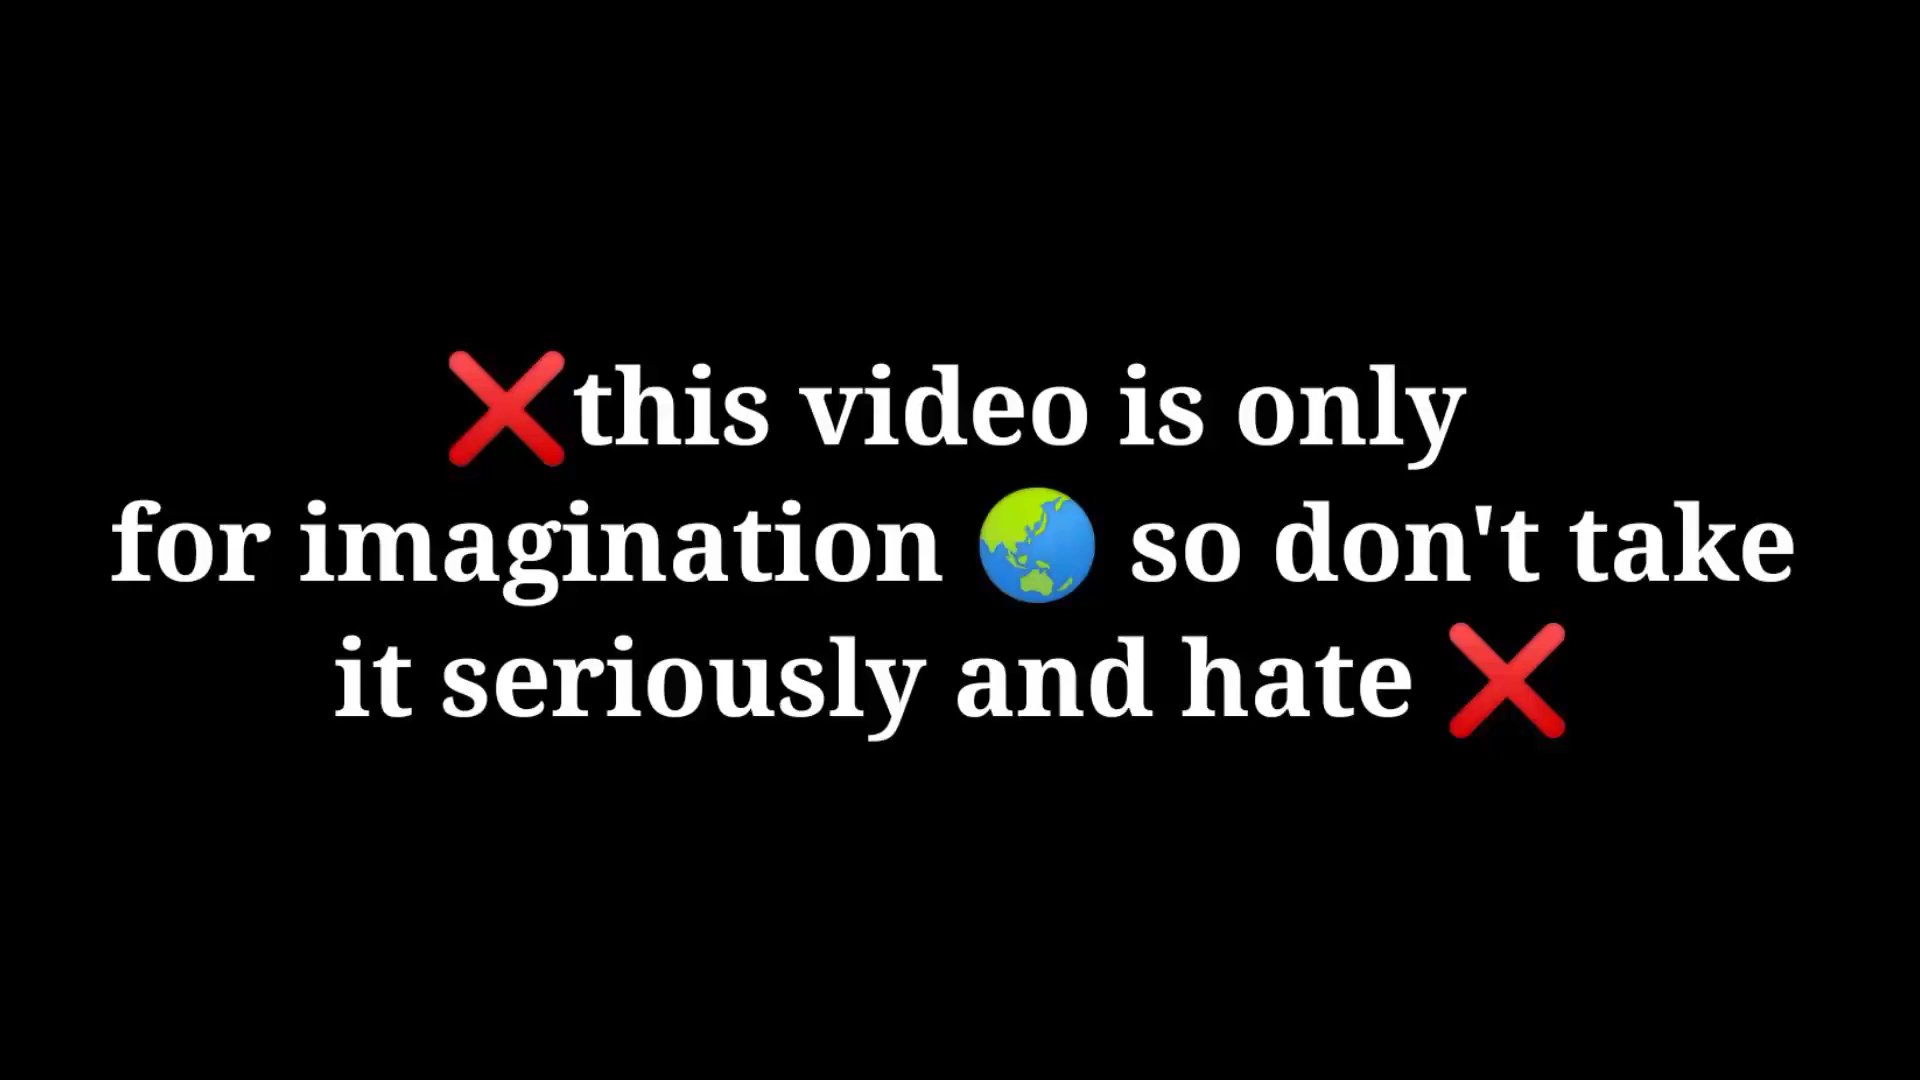 ❌this video is only
for imagination 🌏 so don't take
it seriously and hate ❌